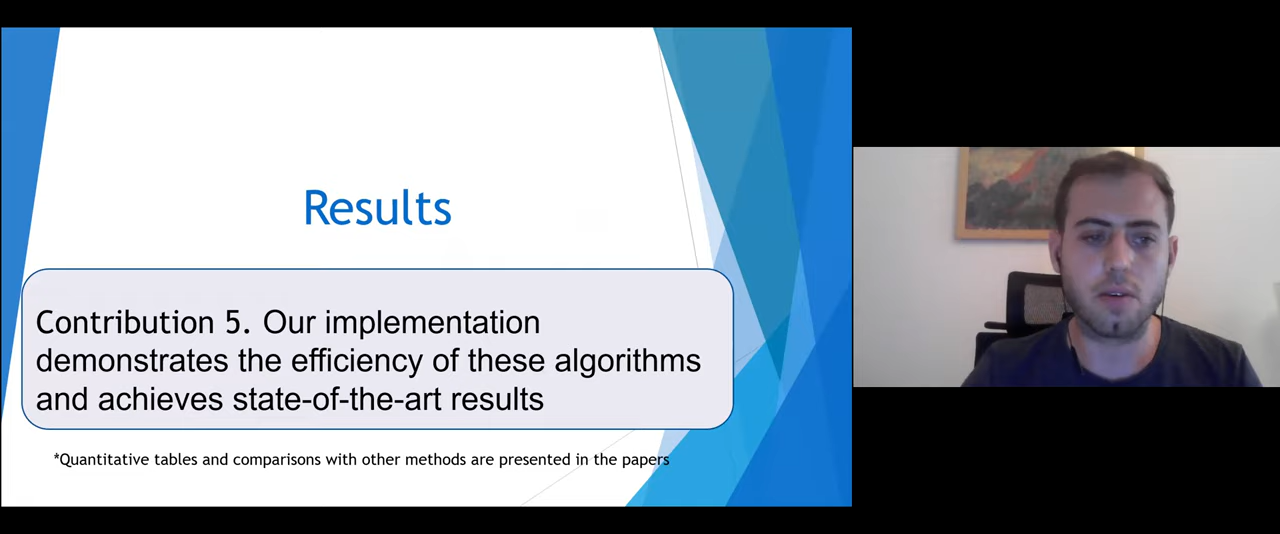 Results
Contribution 5. Our implementation
demonstrates the efficiency of these algorithms
and achieves state-of-the-art results
*Quantitative tables and comparisons with other methods are presented in the papers